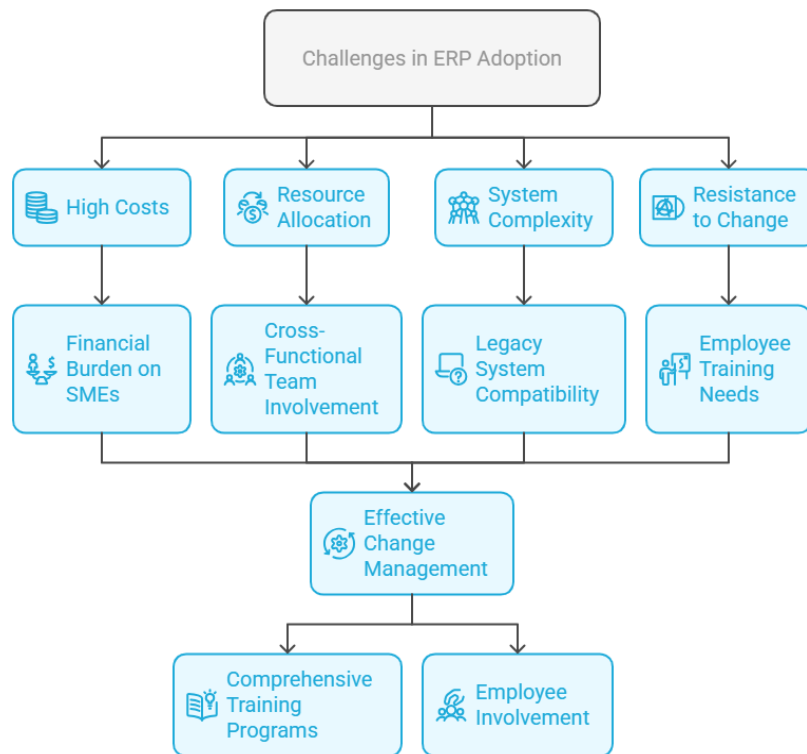 Challenges in ERP Adoption
High Costs
Resource
Allocation
System
Complexity
Resistance
to Change
Financial
Burden on
SMEs
Cross-
Functional
Team
Involvement
Legacy
System
Compatibility
Employee
Training
Needs
Effective
Change
Management
Comprehensive
Training
Programs
Employee
Involvement